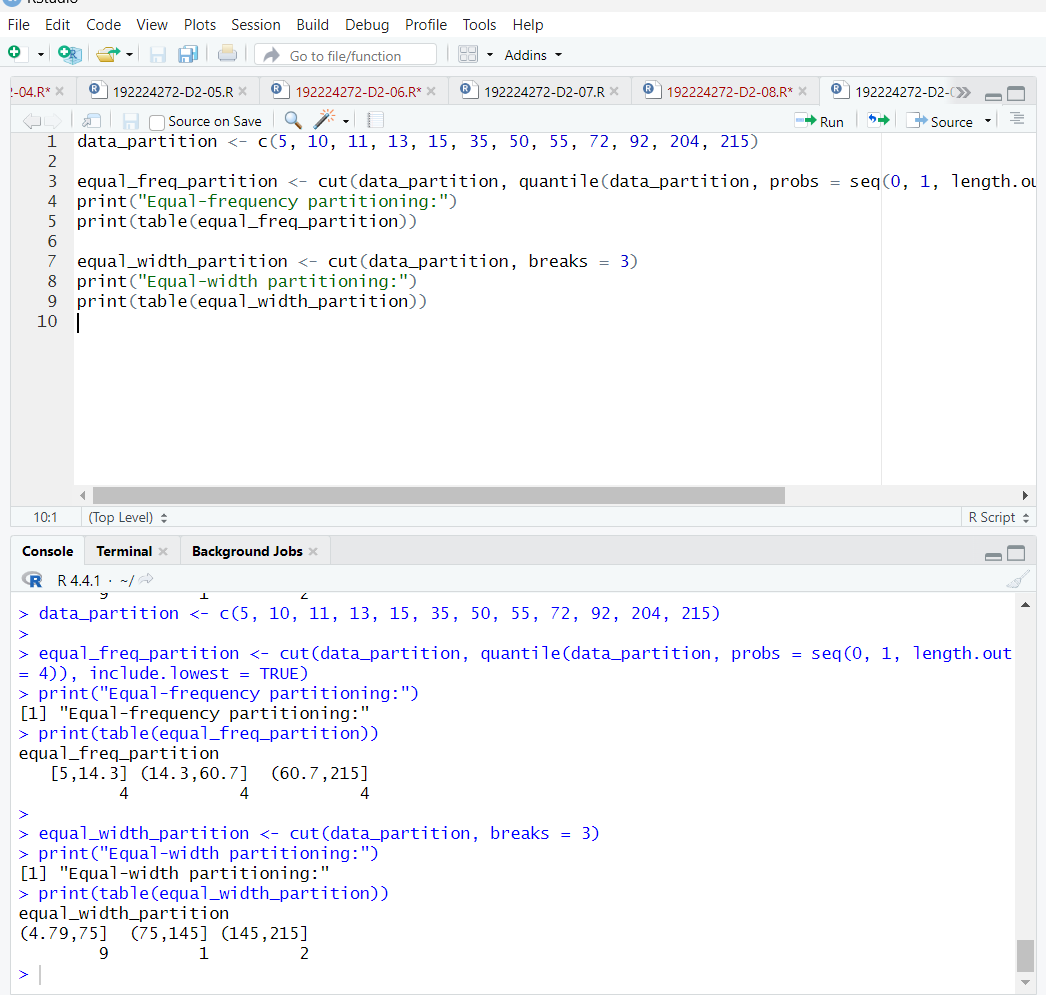 RStudio
File Edit Code View Plots Session Build Debug Profile Tools Help
Go to file/function Addins
-04.R* 192224272-D2-05.R 192224272-D2-06.R* 192224272-D2-07.R 192224272-D2-08.R* 192224272-D2-0
Source on Save Run Source
1 data_partition <- c(5, 10, 11, 13, 15, 35, 50, 55, 72, 92, 204, 215)
2
3 equal_freq_partition <- cut(data_partition, quantile(data_partition, probs = seq(0, 1, length.ou
4 print("Equal-frequency partitioning:")
5 print(table(equal_freq_partition))
6
7 equal_width_partition <- cut(data_partition, breaks = 3)
8 print("Equal-width partitioning:")
9 print(table(equal_width_partition))
10
10:1 (Top Level) R Script
Console Terminal Background Jobs
R 4.4.1 · ~/
9 1 2
> data_partition <- c(5, 10, 11, 13, 15, 35, 50, 55, 72, 92, 204, 215)
>
> equal_freq_partition <- cut(data_partition, quantile(data_partition, probs = seq(0, 1, length.out
= 4)), include.lowest = TRUE)
> print("Equal-frequency partitioning:")
[1] "Equal-frequency partitioning:"
> print(table(equal_freq_partition))
equal_freq_partition
[5,14.3] (14.3,60.7] (60.7,215]
4 4 4
>
> equal_width_partition <- cut(data_partition, breaks = 3)
> print("Equal-width partitioning:")
[1] "Equal-width partitioning:"
> print(table(equal_width_partition))
equal_width_partition
(4.79,75] (75,145] (145,215]
9 1 2
>